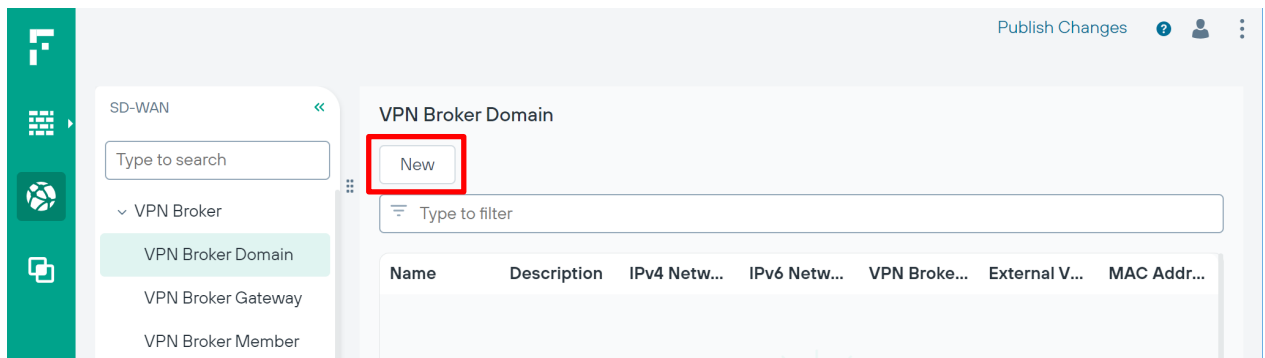 Publish Changes
SD-WAN
Type to search
VPN Broker
VPN Broker Domain
VPN Broker Gateway
VPN Broker Member
VPN Broker Domain
New
Type to filter
Name Description IPv4 Netw... IPv6 Netw... VPN Broke... External V... MAC Addr...